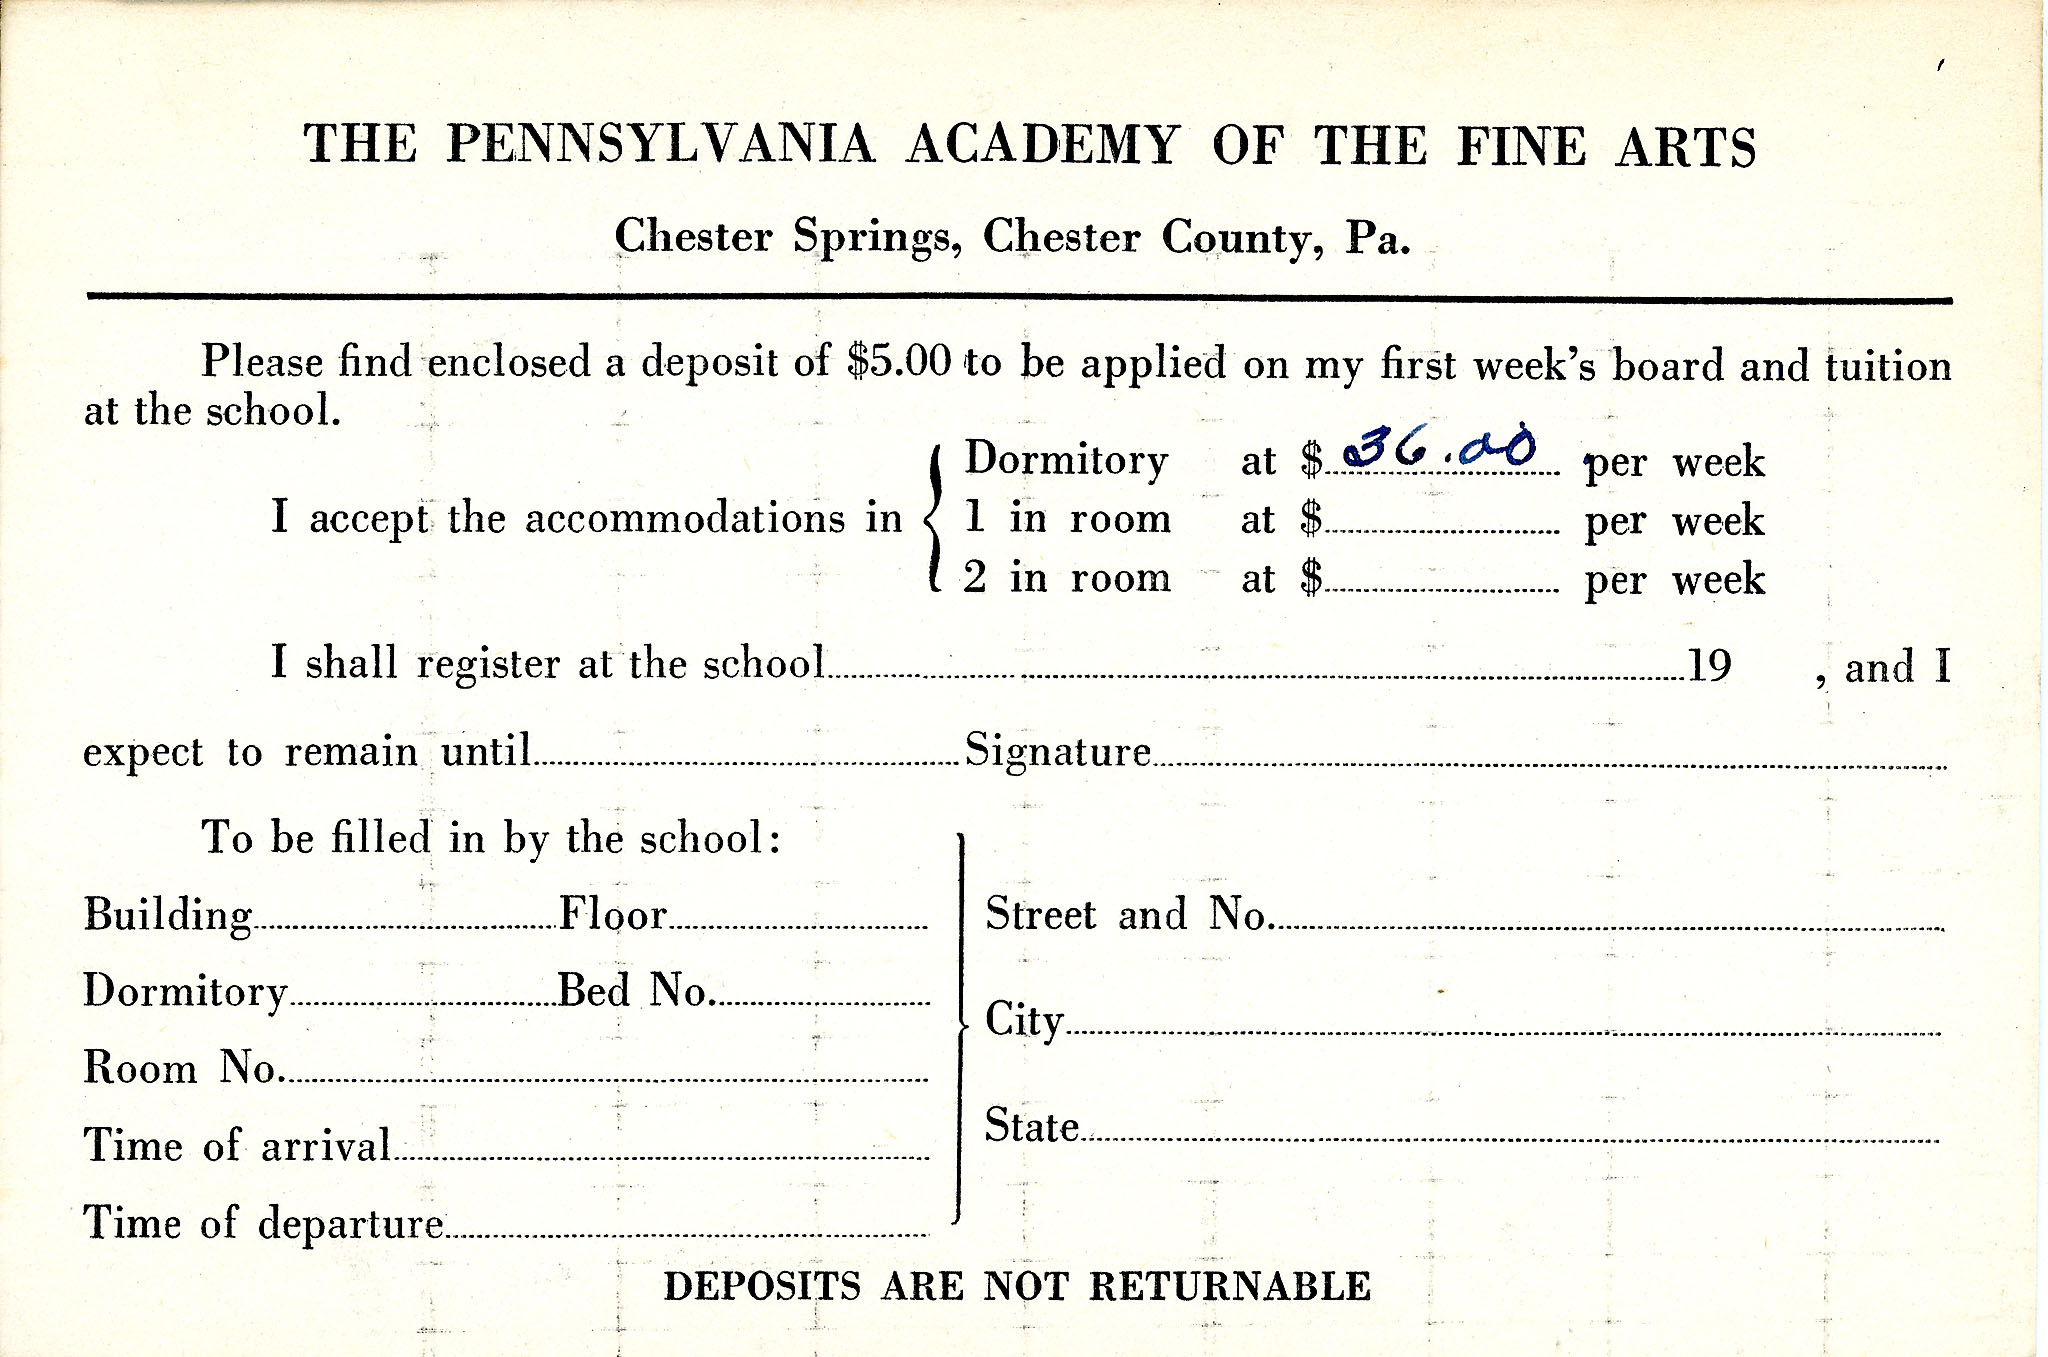 THE PENNSYLVANIA ACADEMY OF THE FINE ARTS
Chester Springs, Chester County, Pa.
Please find enclosed a deposit of $5.00 to be applied on my first week's board and tuition
at the school.
Dormitory at $ 36.00 per week
I accept the accommodations in 1 in room at $ per week
2 in room at $ per week
I shall register at the school 19 , and I
expect to remain until Signature
To be filled in by the school:
Building Floor
Dormitory Bed No.
Room No.
Time of arrival
Time of departure
Street and No.
City
State
DEPOSITS ARE NOT RETURNABLE